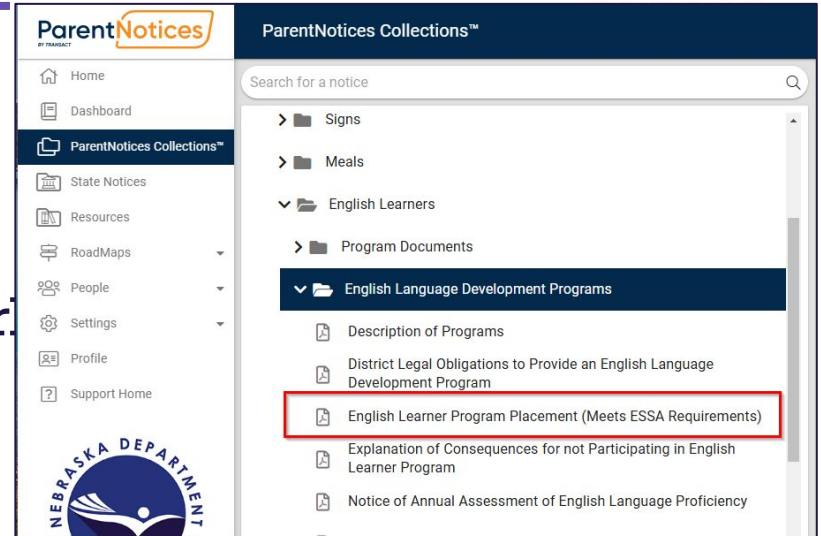 ParentNotices
BY TRANSACT
ParentNotices Collections™
Home
Dashboard
ParentNotices Collections™
State Notices
Resources
RoadMaps
People
Settings
Profile
Support Home
NEBRASKA DEPARTMENT
Search for a notice
Signs
Meals
English Learners
Program Documents
English Language Development Programs
Description of Programs
District Legal Obligations to Provide an English Language
Development Program
English Learner Program Placement (Meets ESSA Requirements)
Explanation of Consequences for not Participating in English
Learner Program
Notice of Annual Assessment of English Language Proficiency